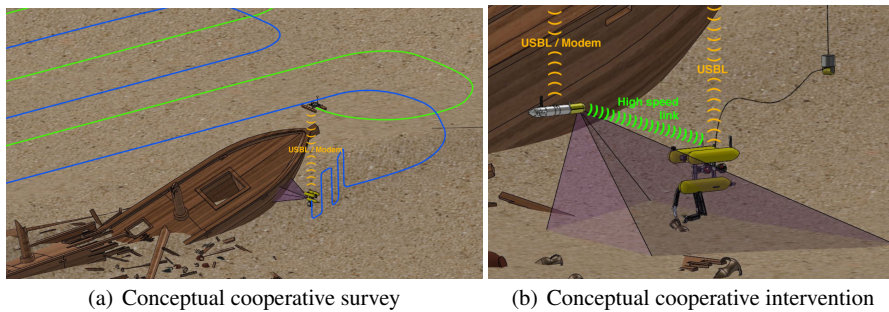 USBL / Modem
USBL / Modem
USBL
High speed
link
(a) Conceptual cooperative survey
(b) Conceptual cooperative intervention